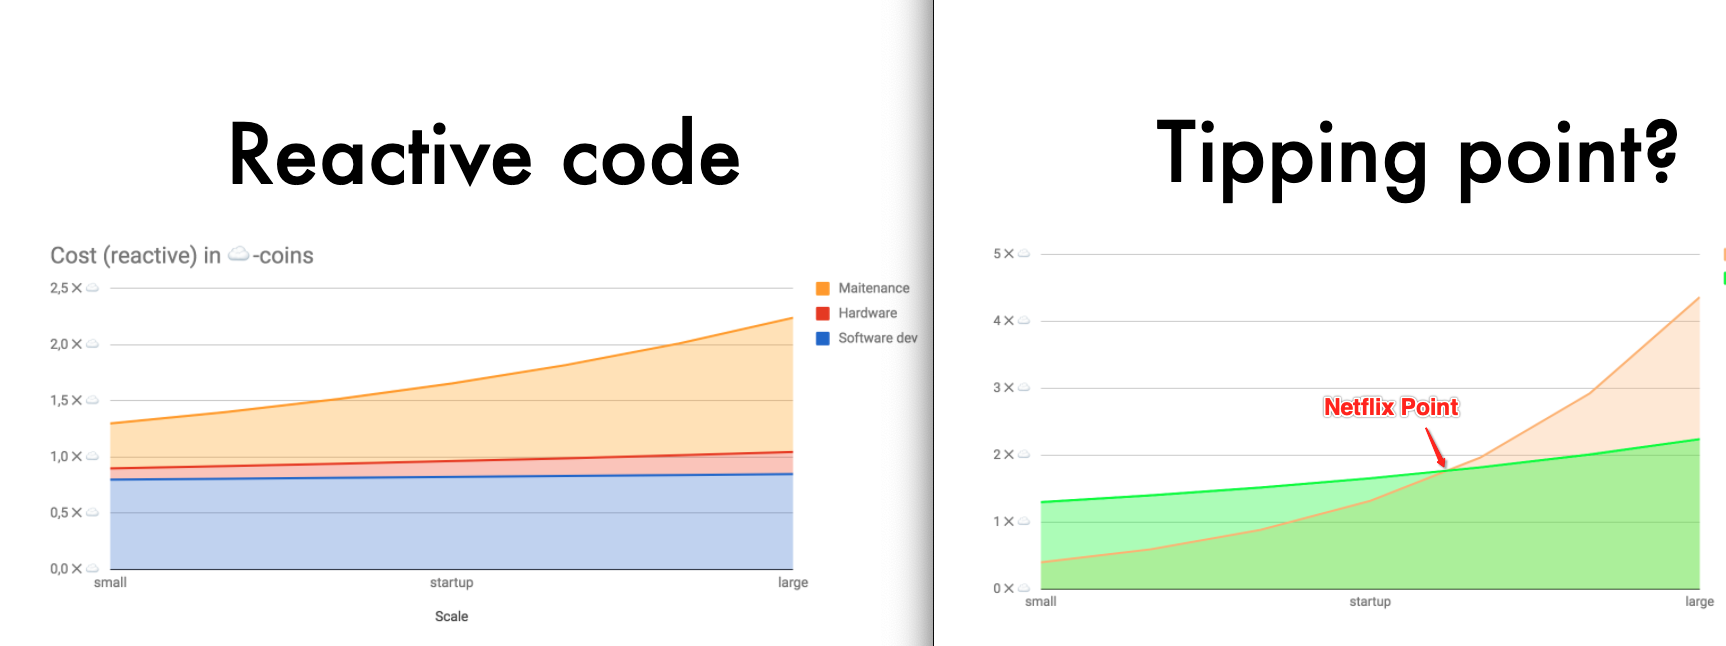 Reactive code
Cost (reactive) in ☁️-coins
2,5 × ☁️
2,0 × ☁️
1,5 × ☁️
1,0 × ☁️
0,5 × ☁️
0,0 × ☁️
small
startup
large
Scale
Maitenance
Hardware
Software dev
Tipping point?
5 × ☁️
4 × ☁️
3 × ☁️
2 × ☁️
1 × ☁️
0 × ☁️
Netflix Point
small
startup
large